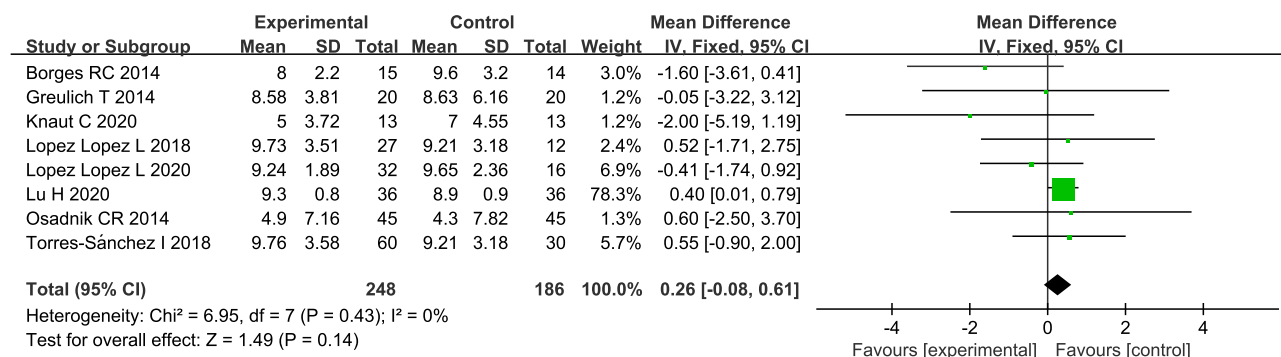 Experimental Control Mean Difference Mean Difference
Study or Subgroup Mean SD Total Mean SD Total Weight IV, Fixed, 95% CI IV, Fixed, 95% CI
Borges RC 2014 8 2.2 15 9.6 3.2 14 3.0% -1.60 [-3.61, 0.41]
Greulich T 2014 8.58 3.81 20 8.63 6.16 20 1.2% -0.05 [-3.22, 3.12]
Knaut C 2020 5 3.72 13 7 4.55 13 1.2% -2.00 [-5.19, 1.19]
Lopez Lopez L 2018 9.73 3.51 27 9.21 3.18 12 2.4% 0.52 [-1.71, 2.75]
Lopez Lopez L 2020 9.24 1.89 32 9.65 2.36 16 6.9% -0.41 [-1.74, 0.92]
Lu H 2020 9.3 0.8 36 8.9 0.9 36 78.3% 0.40 [0.01, 0.79]
Osadnik CR 2014 4.9 7.16 45 4.3 7.82 45 1.3% 0.60 [-2.50, 3.70]
Torres-Sánchez I 2018 9.76 3.58 60 9.21 3.18 30 5.7% 0.55 [-0.90, 2.00]
Total (95% CI) 248 186 100.0% 0.26 [-0.08, 0.61]
Heterogeneity: Chi² = 6.95, df = 7 (P = 0.43); I² = 0%
Test for overall effect: Z = 1.49 (P = 0.14)
-4 -2 0 2 4
Favours [experimental] Favours [control]